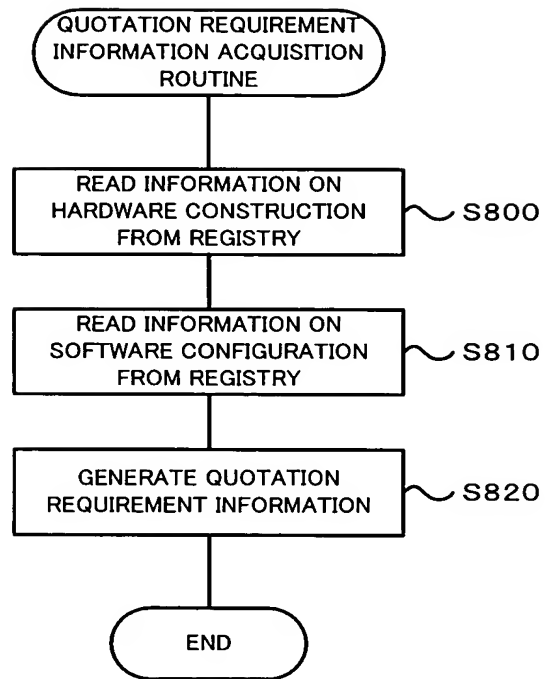 QUOTATION REQUIREMENT
INFORMATION ACQUISITION
ROUTINE
READ INFORMATION ON
HARDWARE CONSTRUCTION
FROM REGISTRY
S800
READ INFORMATION ON
SOFTWARE CONFIGURATION
FROM REGISTRY
S810
GENERATE QUOTATION
REQUIREMENT INFORMATION
S820
END